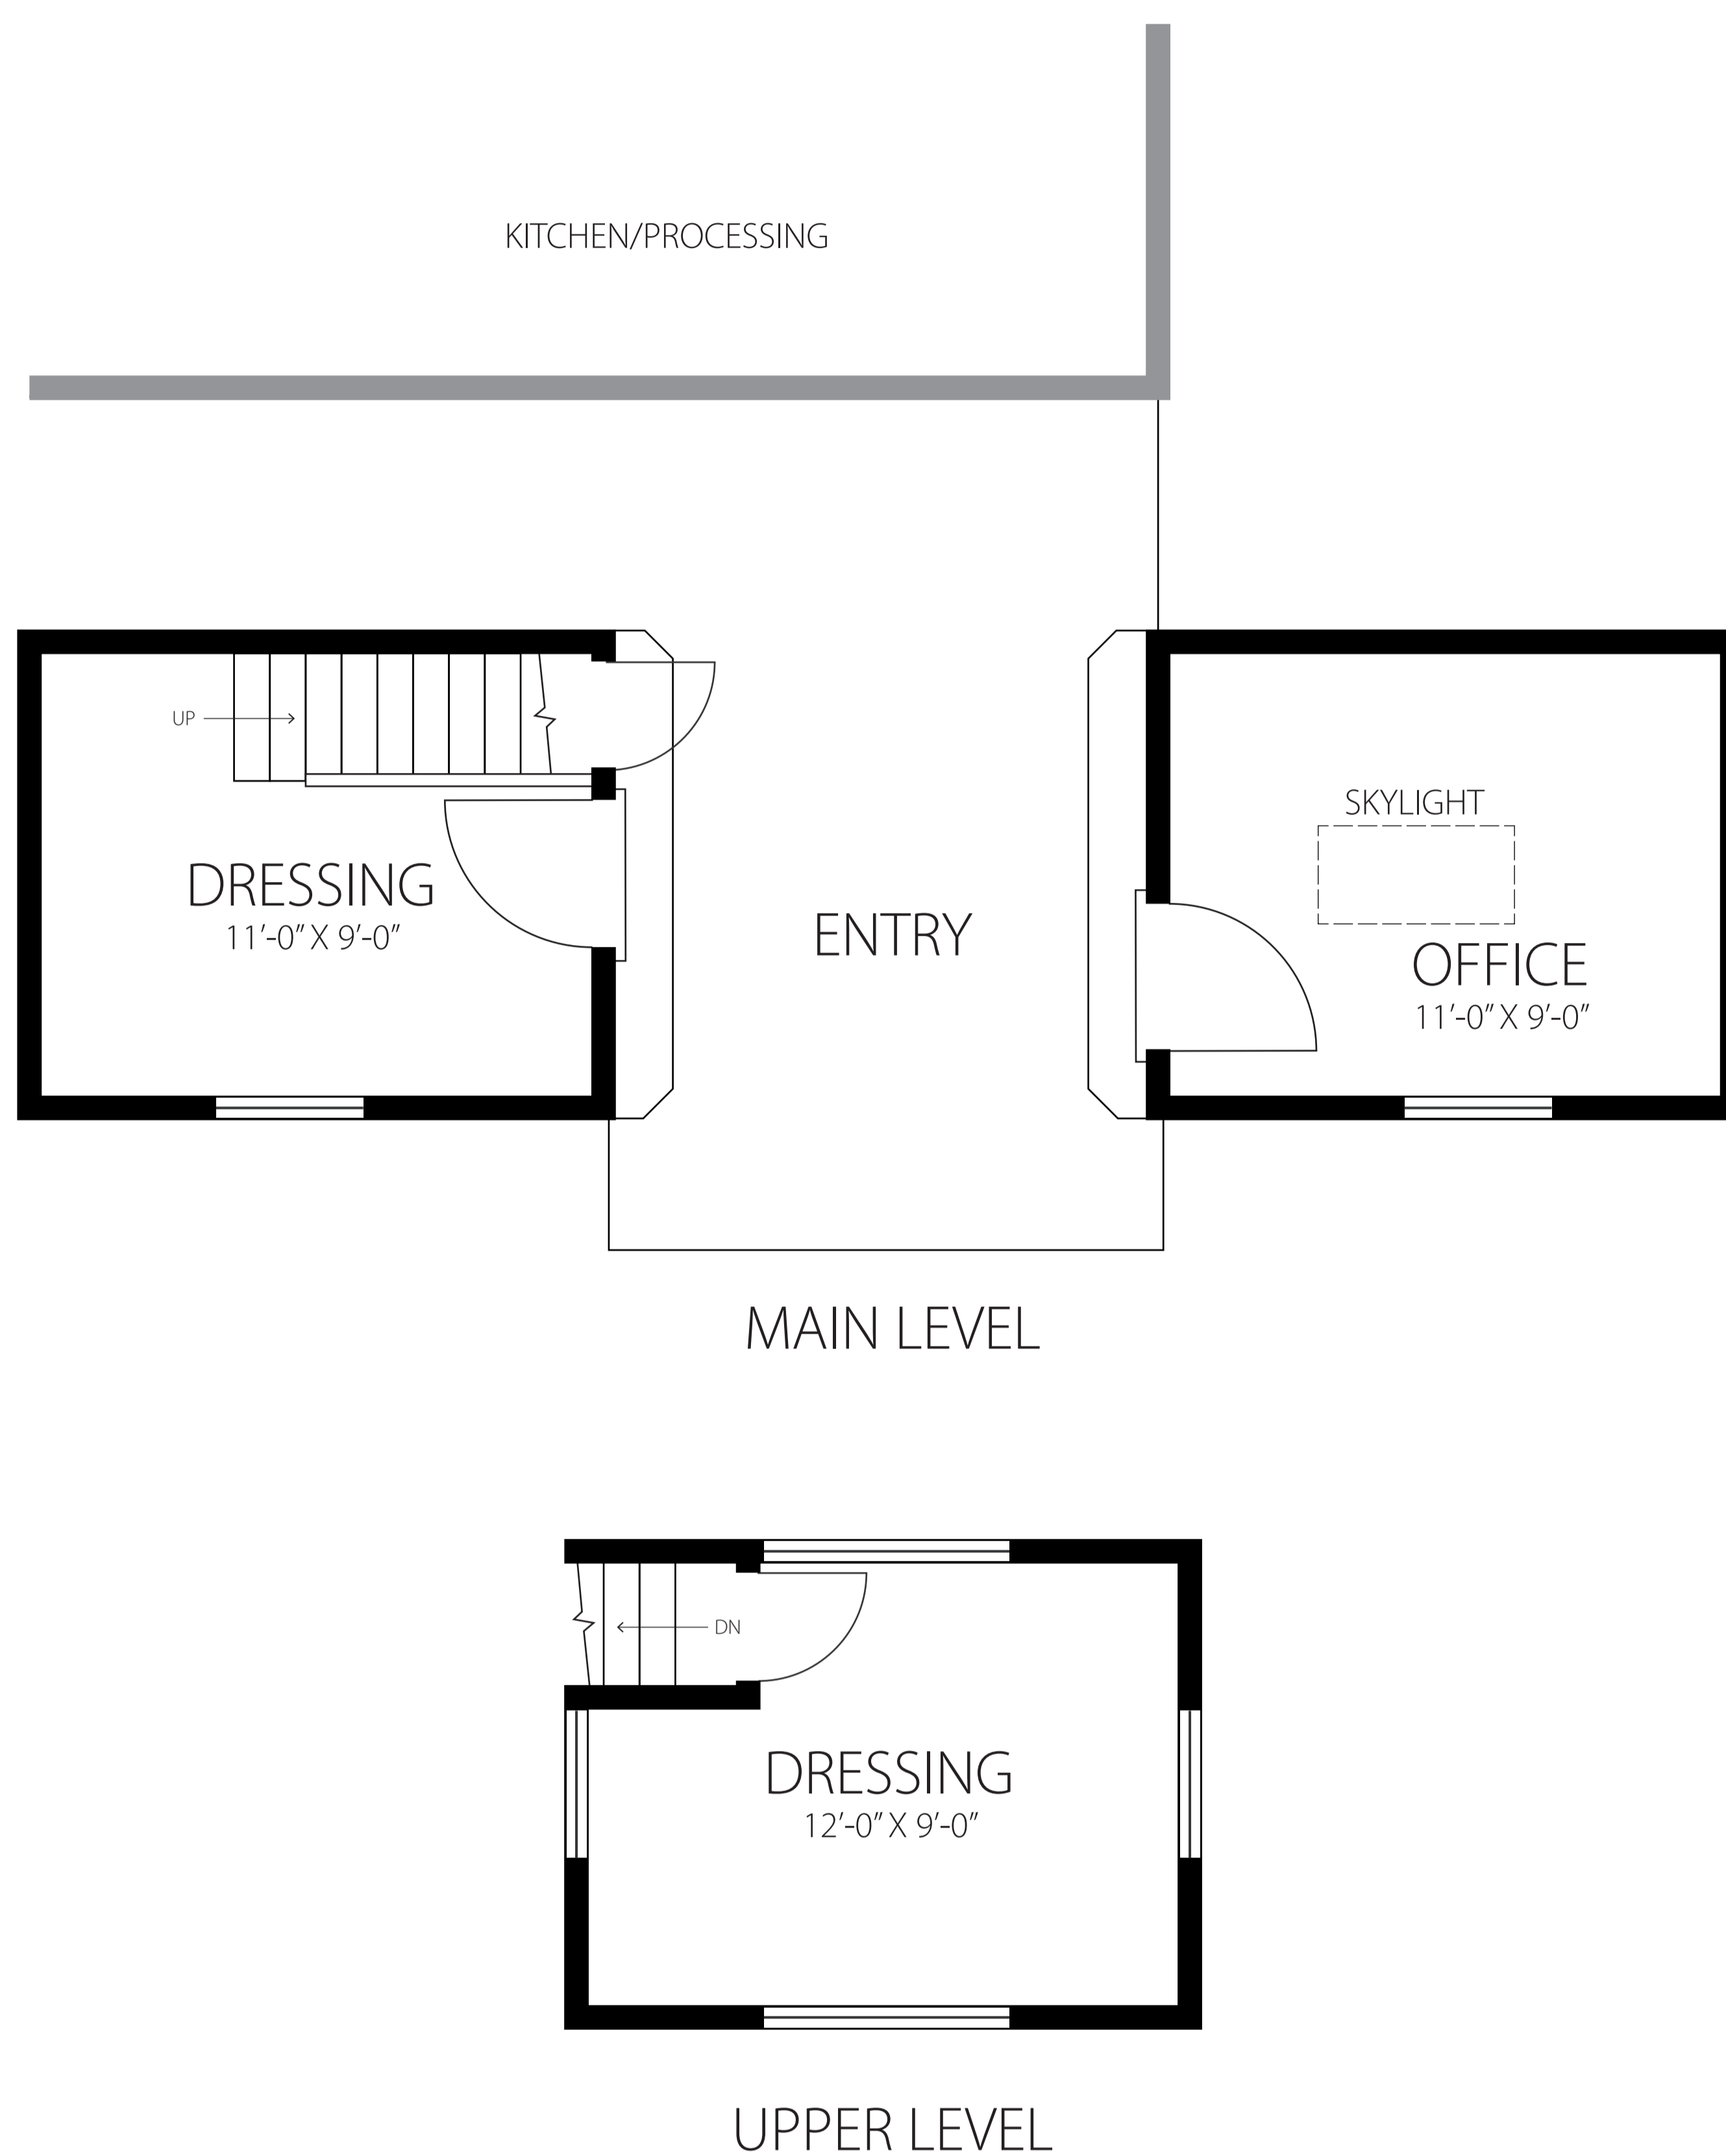 KITCHEN/PROCESSING
UP
SKYLIGHT
DRESSING
11'-0” X 9'-0”
ENTRY
OFFICE
11'-0” X 9'-0”
MAIN LEVEL
DN
DRESSING
12'-0” X 9'-0”
UPPER LEVEL